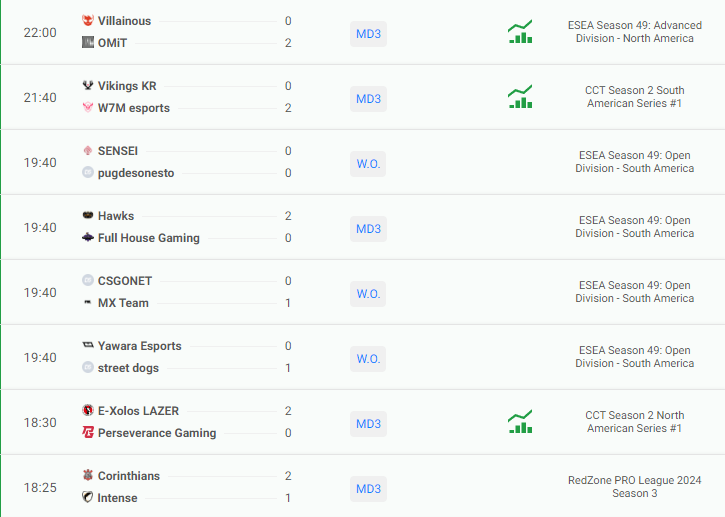 22:00
Villainous 0
OMiT 2
MD3
ESEA Season 49: Advanced
Division - North America
21:40
Vikings KR 0
W7M esports 2
MD3
CCT Season 2 South
American Series #1
19:40
SENSEI 0
pugdesonesto 0
W.O.
ESEA Season 49: Open
Division - South America
19:40
Hawks 2
Full House Gaming 0
MD3
ESEA Season 49: Open
Division - South America
19:40
CSGONET 0
MX Team 1
W.O.
ESEA Season 49: Open
Division - South America
19:40
Yawara Esports 0
street dogs 1
W.O.
ESEA Season 49: Open
Division - South America
18:30
E-Xolos LAZER 2
Perseverance Gaming 0
MD3
CCT Season 2 North
American Series #1
18:25
Corinthians 2
Intense 1
MD3
RedZone PRO League 2024
Season 3